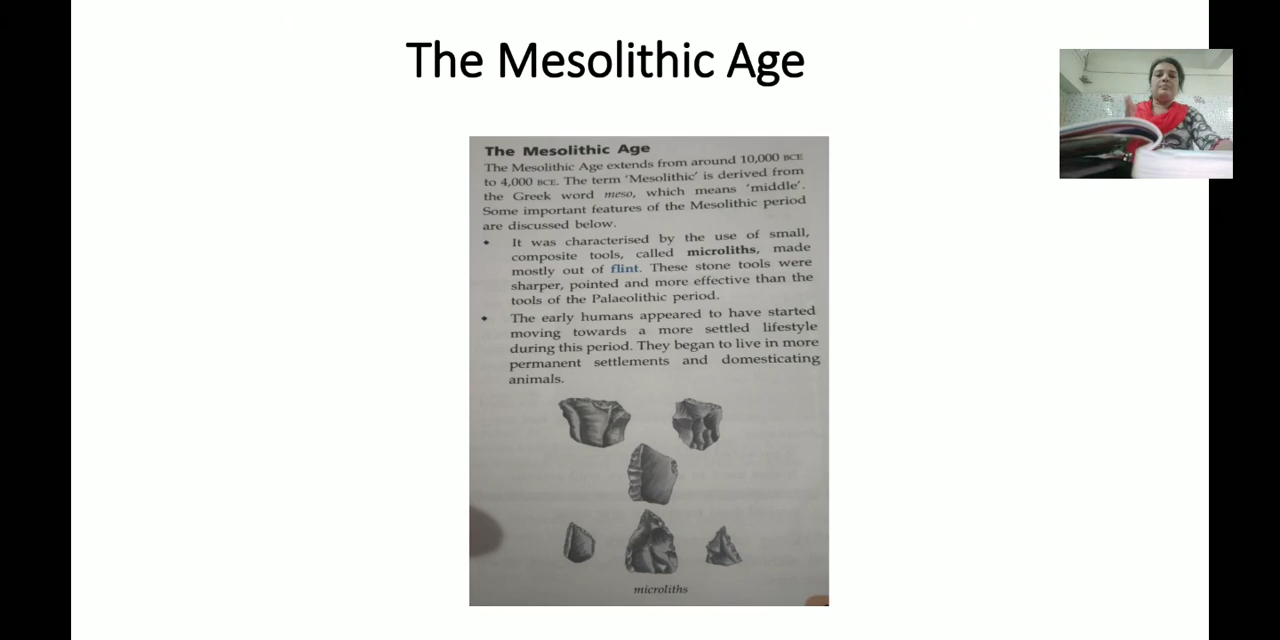 The Mesolithic Age
The Mesolithic Age
The Mesolithic Age extends from around 10,000 BCE
to 4,000 BCE. The term 'Mesolithic' is derived from
the Greek word meso, which means 'middle'.
Some important features of the Mesolithic period
are discussed below.
• It was characterised by the use of small,
composite tools, called microliths, made
mostly out of flint. These stone tools were
sharper, pointed and more effective than the
tools of the Palaeolithic period.
• The early humans appeared to have started
moving towards a more settled lifestyle
during this period. They began to live in more
permanent settlements and domesticating
animals.
microliths